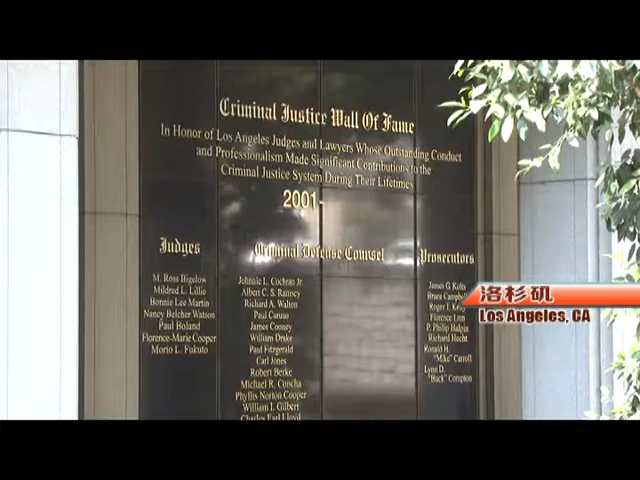 Criminal Justice Wall Of Fame
In Honor of Los Angeles Judges and Lawyers Whose Outstanding Conduct
and Professionalism Made Significant Contributions to the
Criminal Justice System During Their Lifetimes
2001-
Judges
M. Ross Bigelow
Mildred L. Lillie
Bonnie Lee Martin
Nancy Belcher Watson
Paul Boland
Florence-Marie Cooper
Morio L. Fukuto
Criminal Defense Counsel
Johnnie L. Cochran Jr.
Albert C. S. Ramsey
Richard A. Walton
Paul Caruso
James Cooney
William Drake
Paul Fitzgerald
Carl Jones
Robert Berke
Michael R. Concha
Phyllis Norton Cooper
William I. Gilbert
Charles Earl Lloyd
Prosecutors
James G. Kolts
Bruce
Roger
Florence Linn
P. Philip Halpin
Richard Hecht
Ronald H.
"Mike" Carroll
Lynn D.
"Buck" Compton
洛杉矶
Los Angeles, CA